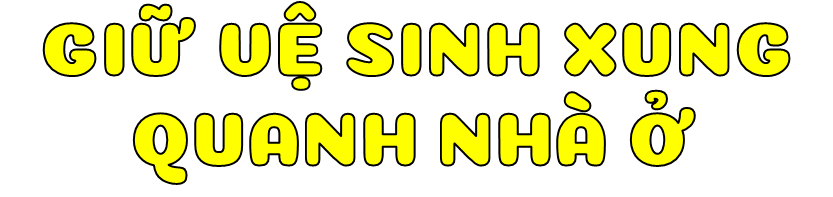 GIỮ VỆ SINH XUNG
QUANH NHÀ Ở